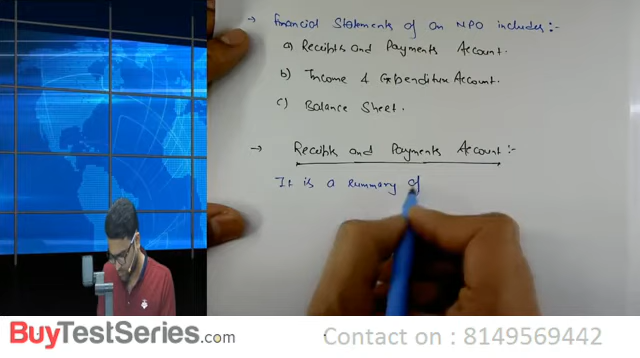 → Financial Statements of an NPO includes :-
a) Receipts and Payments Account.
b) Income & Expenditure Account.
c) Balance Sheet.
→ Receipts and Payments Account :-
It is a summary of
BuyTestSeries.com
Contact on : 8149569442